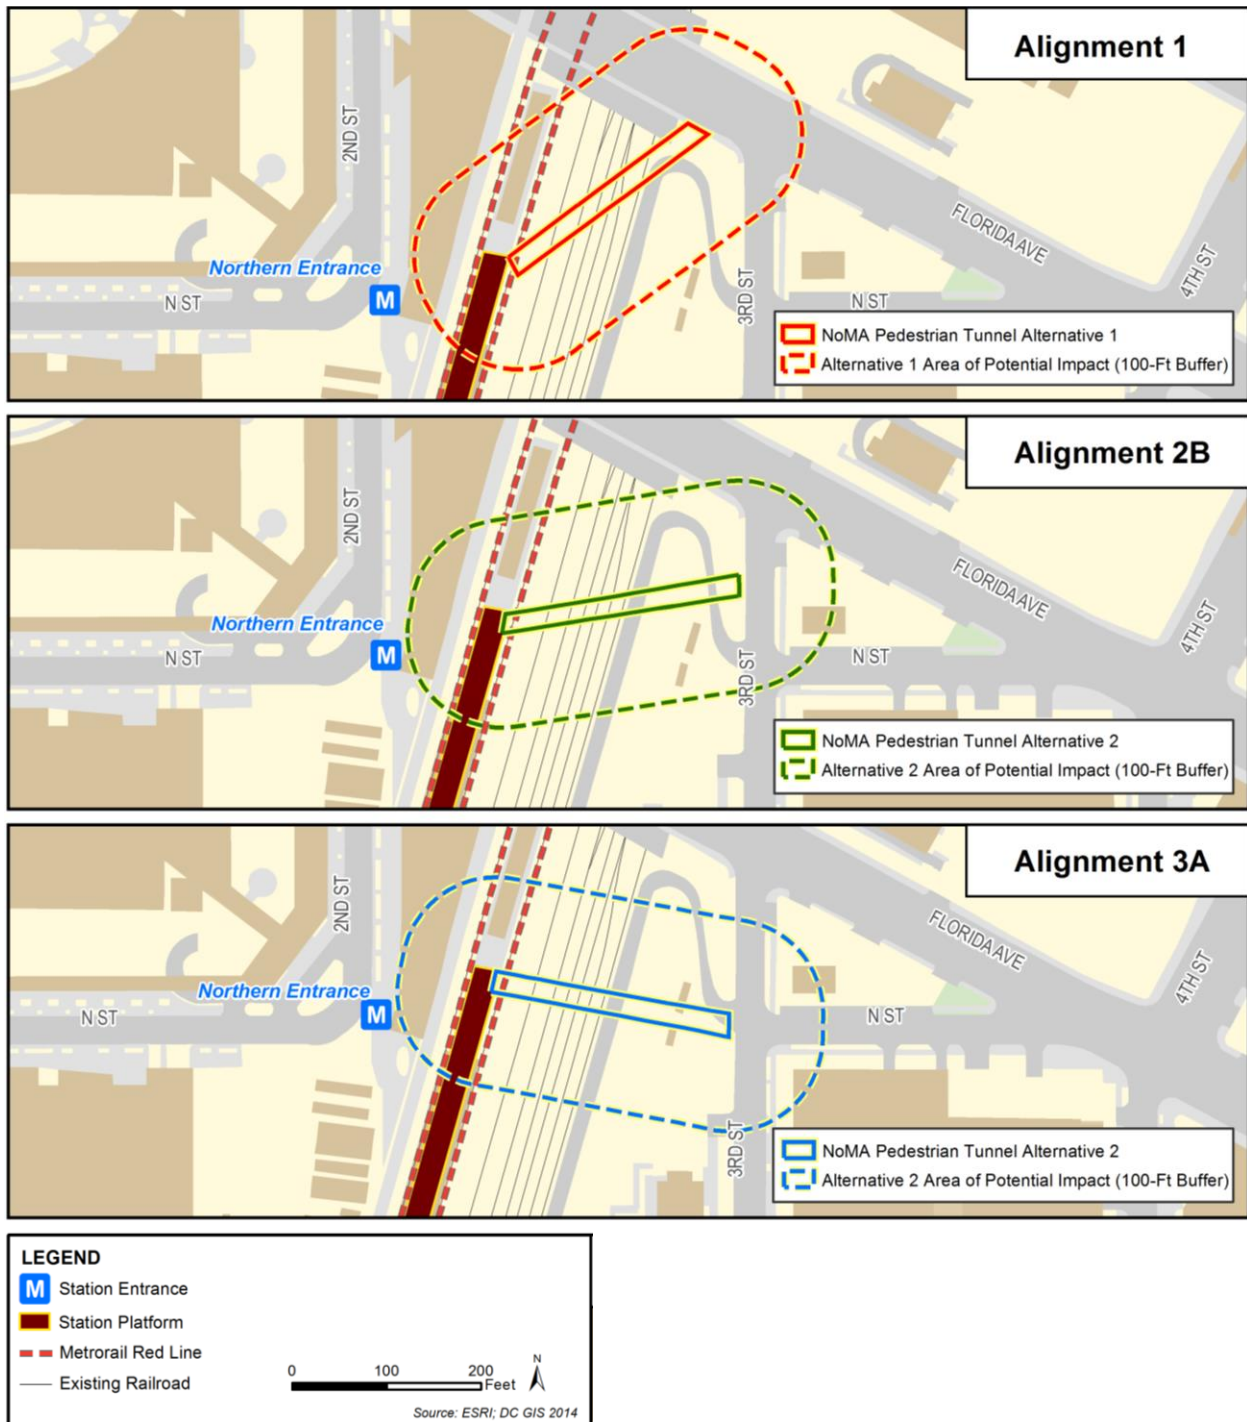 Alignment 1
2ND ST
FLORIDA AVE
4TH ST
Northern Entrance
M
N ST
3RD ST
N ST
NoMA Pedestrian Tunnel Alternative 1
Alternative 1 Area of Potential Impact (100-Ft Buffer)
Alignment 2B
2ND ST
FLORIDA AVE
4TH ST
Northern Entrance
M
N ST
3RD ST
N ST
NoMA Pedestrian Tunnel Alternative 2
Alternative 2 Area of Potential Impact (100-Ft Buffer)
Alignment 3A
2ND ST
FLORIDA AVE
4TH ST
Northern Entrance
M
N ST
N ST
3RD ST
NoMA Pedestrian Tunnel Alternative 2
Alternative 2 Area of Potential Impact (100-Ft Buffer)
LEGEND
M Station Entrance
Station Platform
Metrorail Red Line
Existing Railroad
0 100 200
Feet
N
Source: ESRI; DC GIS 2014